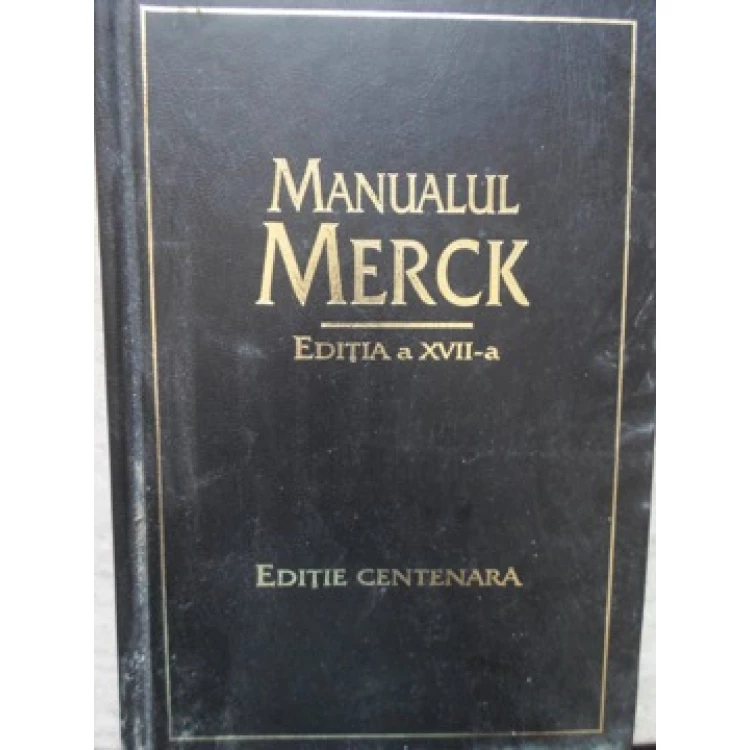 MANUALUL
MERCK
EDIȚIA a XVII-a
EDIȚIE CENTENARA